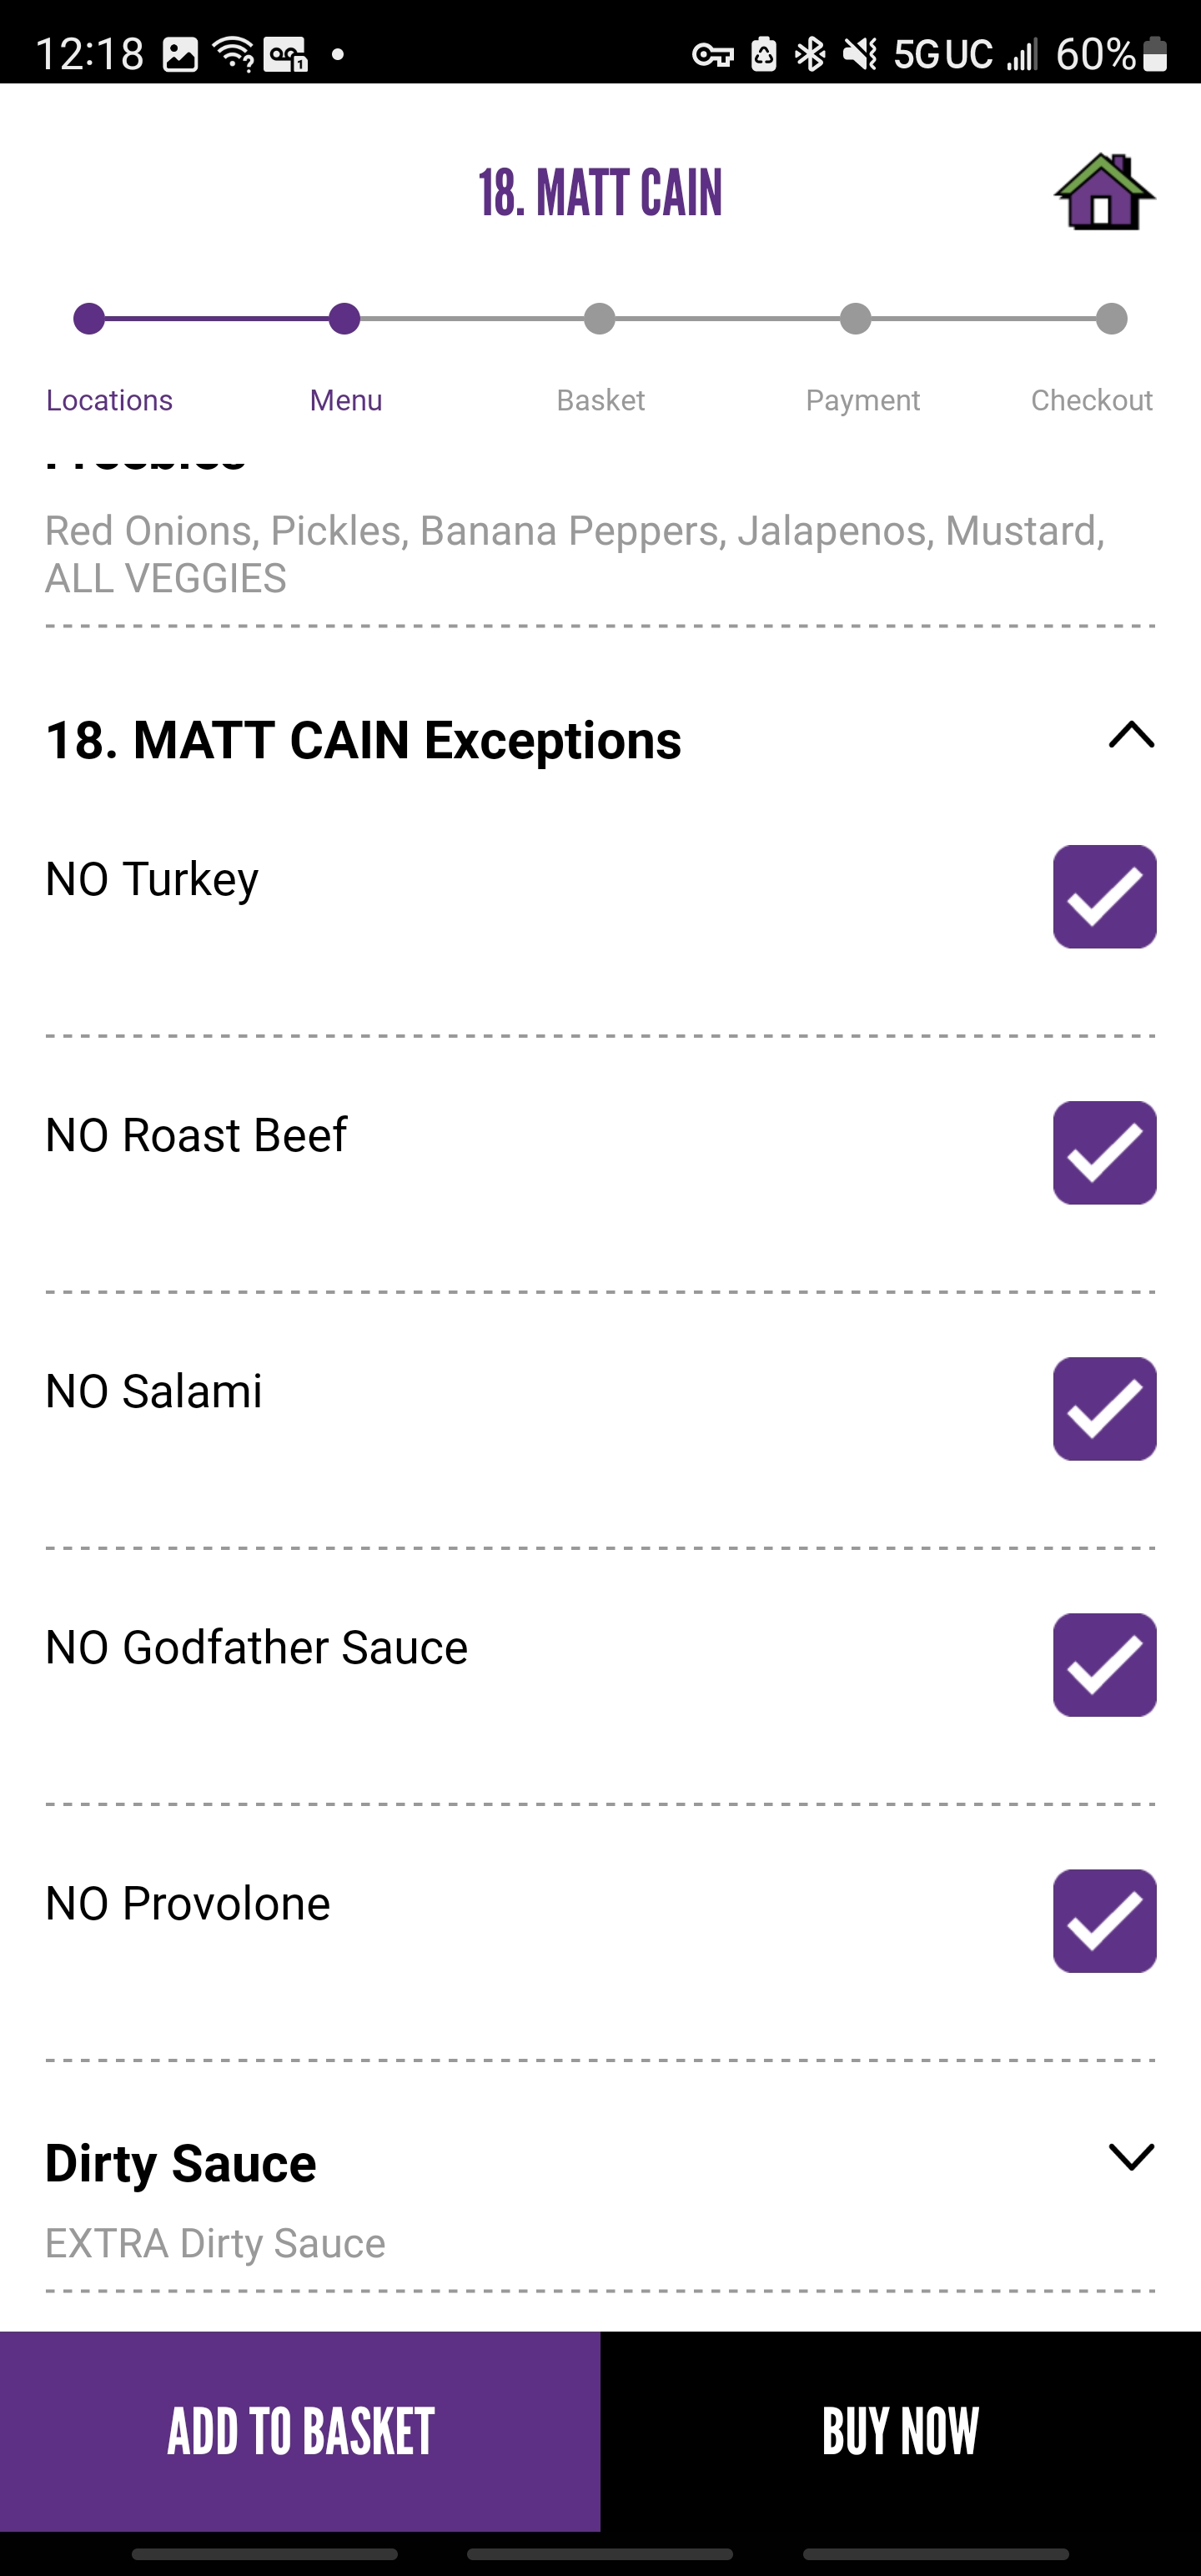 12:18
5G UC 60%
18. MATT CAIN
Locations Menu Basket Payment Checkout
Freebies
Red Onions, Pickles, Banana Peppers, Jalapenos, Mustard,
ALL VEGGIES
18. MATT CAIN Exceptions
NO Turkey
NO Roast Beef
NO Salami
NO Godfather Sauce
NO Provolone
Dirty Sauce
EXTRA Dirty Sauce
ADD TO BASKET BUY NOW